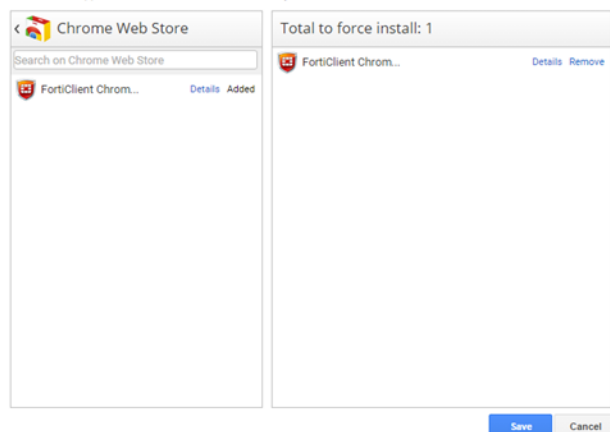 Chrome Web Store
Search on Chrome Web Store
FortiClient Chrom... Details Added
Total to force install: 1
FortiClient Chrom... Details Remove
Save Cancel